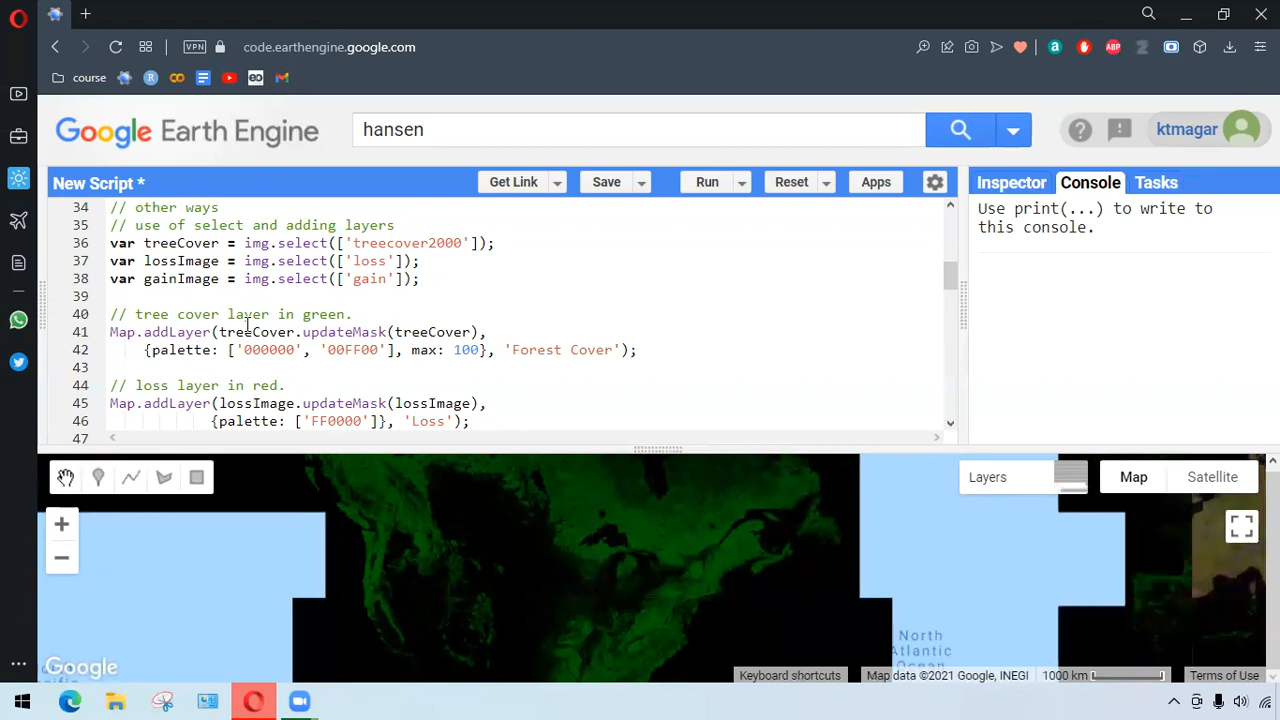 VPN
code.earthengine.google.com
ABP
course
Google Earth Engine
hansen
ktmagar
New Script *
Get Link
Save
Run
Reset
Apps
Inspector
Console
Tasks
34 // other ways
35 // use of select and adding layers
36 var treeCover = img.select(['treecover2000']);
37 var lossImage = img.select(['loss']);
38 var gainImage = img.select(['gain']);
39
40 // tree cover layer in green.
41 Map.addLayer(treeCover.updateMask(treeCover),
42 {palette: ['000000', '00FF00'], max: 100}, 'Forest Cover');
43
44 // loss layer in red.
45 Map.addLayer(lossImage.updateMask(lossImage),
46 {palette: ['FF0000']}, 'Loss');
47
Use print(...) to write to
this console.
Layers
Map
Satellite
North
Atlantic
Ocean
Google
Keyboard shortcuts
Map data ©2021 Google, INEGI
1000 km
Terms of Use